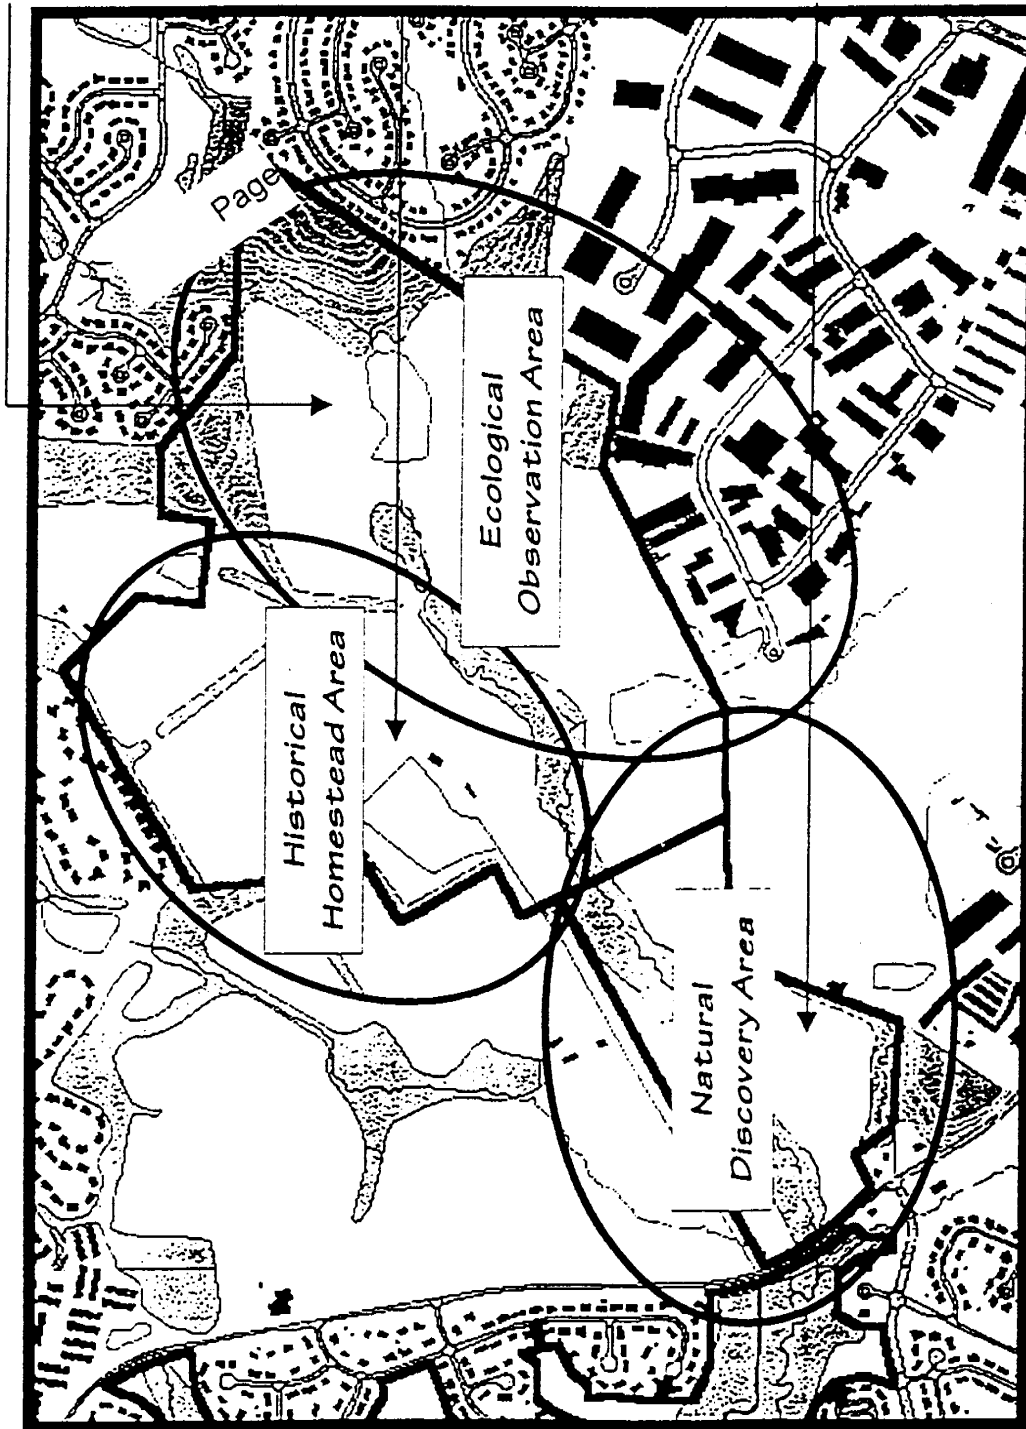 Page
Ecological
Observation Area
Historical
Homestead Area
Natural
Discovery Area